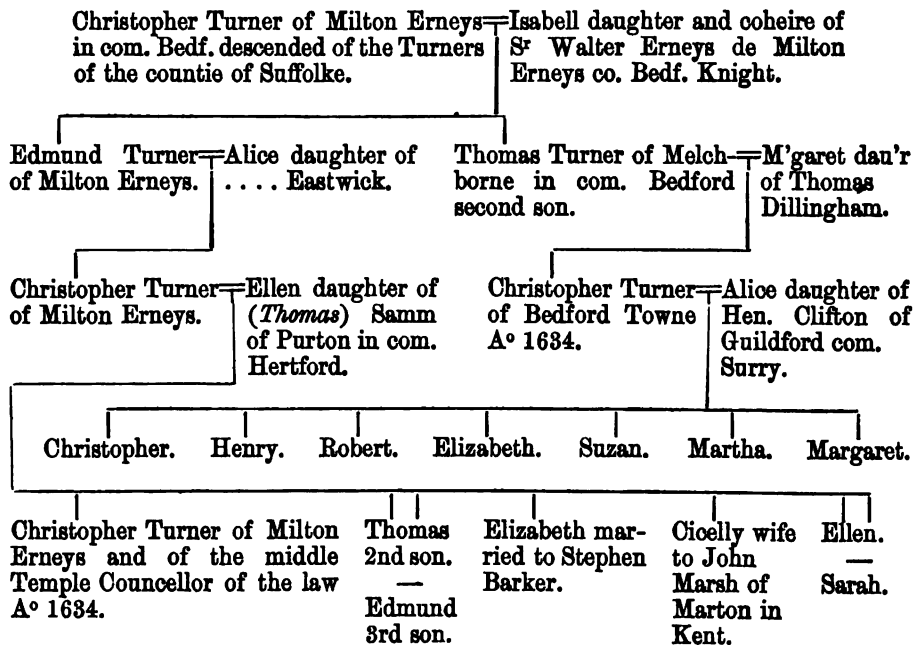 Christopher Turner of Milton Erneys=Isabell daughter and coheire of
in com. Bedf. descended of the Turners
of the countie of Suffolke.
Sr Walter Erneys de Milton
Erneys co. Bedf. Knight.
Edmund Turner=Alice daughter of
of Milton Erneys.
.... Eastwick.
Thomas Turner of Melch-=M'garet dau'r
borne in com. Bedford
second son.
of Thomas
Dillingham.
Christopher Turner=Ellen daughter of
of Milton Erneys.
(Thomas) Samm
of Purton in com.
Hertford.
Christopher Turner=Alice daughter of
of Bedford Towne
Ao 1634.
Hen. Clifton of
Guildford com.
Surry.
Christopher. Henry. Robert. Elizabeth. Suzan. Martha. Margaret.
Christopher Turner of Milton
Erneys and of the middle
Temple Councellor of the law
Ao 1634.
Thomas
2nd son.
—
Edmund
3rd son.
Elizabeth mar-
ried to Stephen
Barker.
Cicelly wife
to John
Marsh of
Marton in
Kent.
Ellen.
—
Sarah.